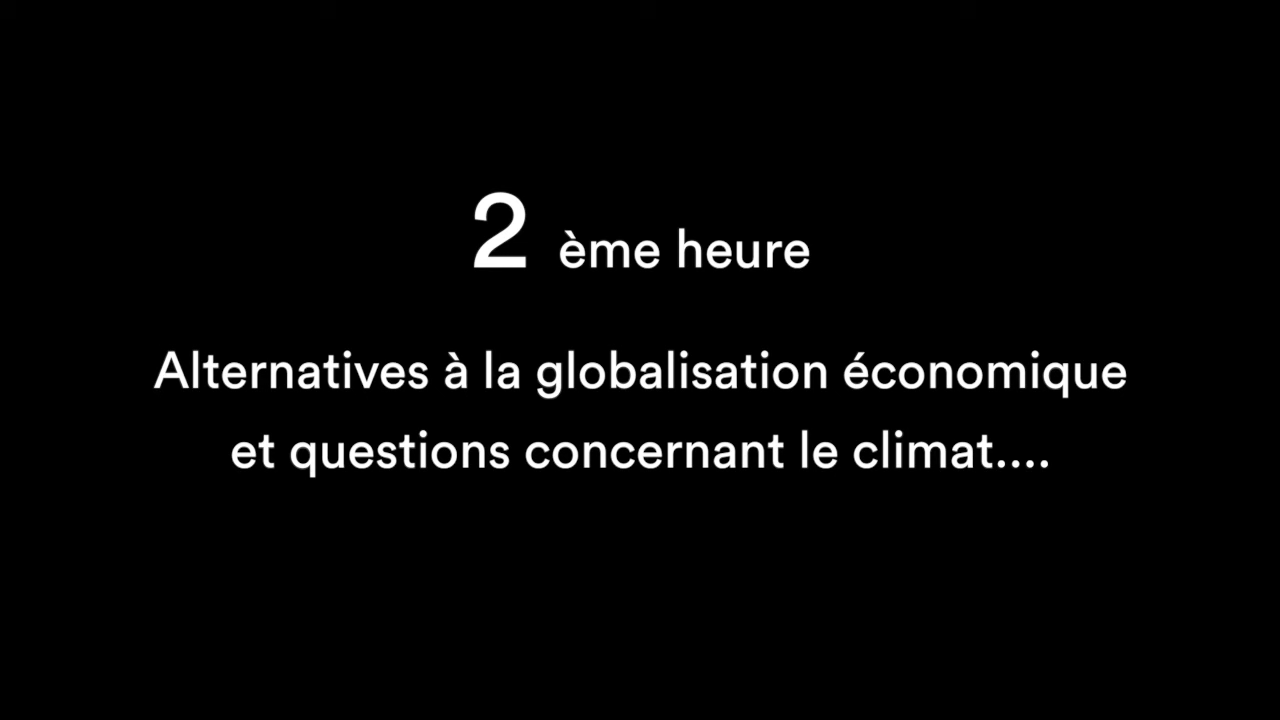 2 ème heure
Alternatives à la globalisation économique
et questions concernant le climat....